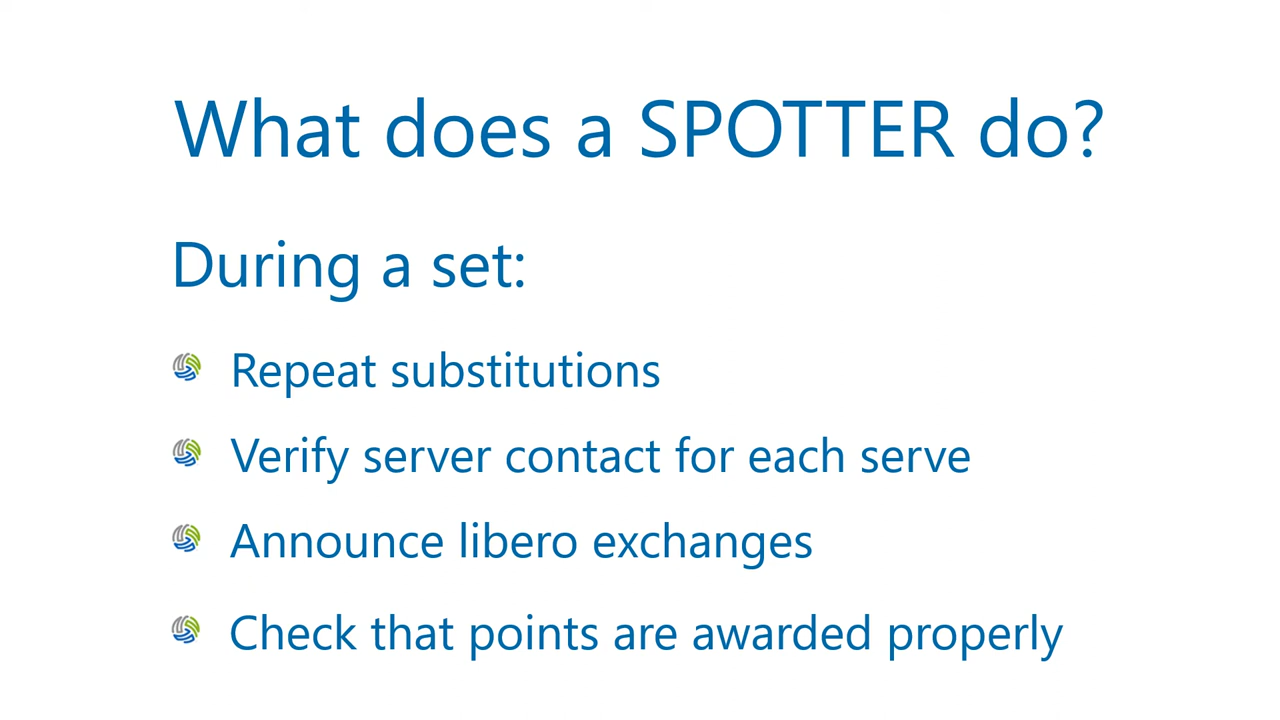 What does a SPOTTER do?
During a set:
Repeat substitutions
Verify server contact for each serve
Announce libero exchanges
Check that points are awarded properly